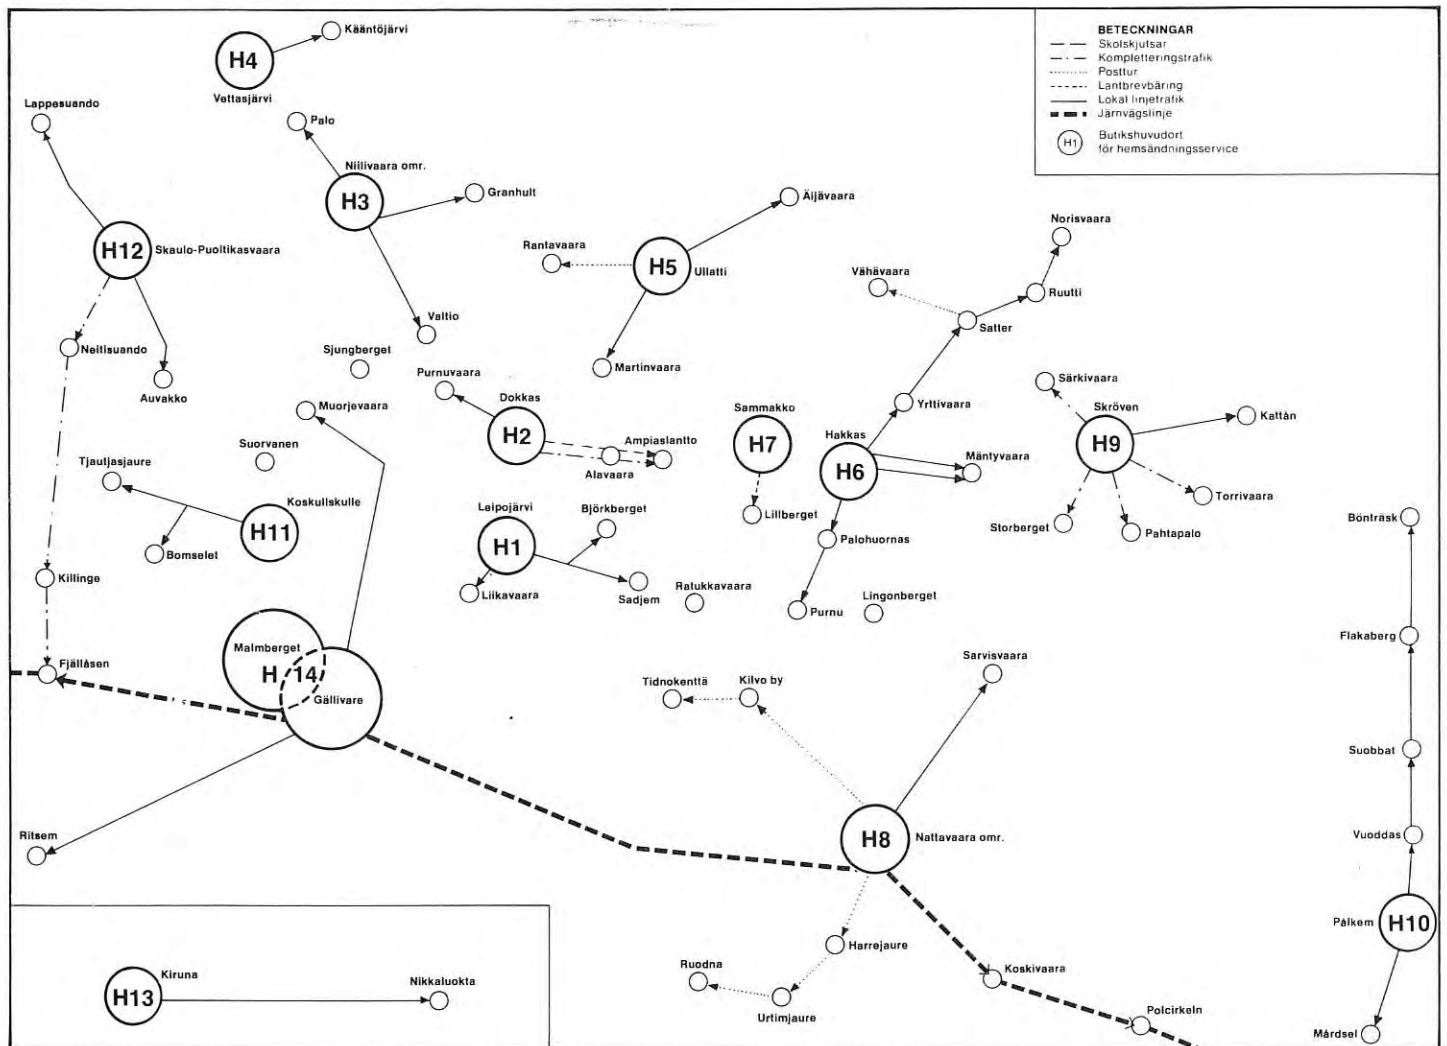 BETECKNINGAR
Skolskjutsar
Kompletteringstrafik
Posttur
Lantbrevbäring
Lokal linjetrafik
Järnvägslinje
H1
Butikshuvudort
för hemsändningsservice
Kääntöjärvi
H4
Vettasjärvi
Lappesuando
Palo
Niilivaara omr.
H3
Granhult
Äijävaara
Norisvaara
H12
Skaulo-Puoltikasvaara
Rantavaara
H5
Ullatti
Vähävaara
Ruutti
Valtio
Satter
Neitisuando
Sjungberget
Martinvaara
Purnuvaara
Särkivaara
Auvakko
Muorjevaara
Dokkas
Sammakko
Yrttivaara
Skröven
Kattån
H2
Ampiaslantto
H7
Hakkas
H9
Suorvanen
Alavaara
H6
Mäntyvaara
Tjautjasjaure
Koskullskulle
Leipojärvi
Björkberget
Lillberget
Torrivaara
Storberget
Pahtapalo
Bönträsk
H11
H1
Palohuornas
Bomselet
Killinge
Liikavaara
Sadjem
Ratukkavaara
Purnu
Lingonberget
Flakaberg
Malmberget
Fjällåsen
H 14
Gällivare
Sarvisvaara
Tidnokenttä
Kilvo by
Suobbat
Ritsem
H8
Nattavaara omr.
Vuoddas
Pålkem
H10
Harrejaure
Ruodna
Koskivaara
Urtimjaure
Polcirkeln
Mårdsel
Kiruna
H13
Nikkaluokta